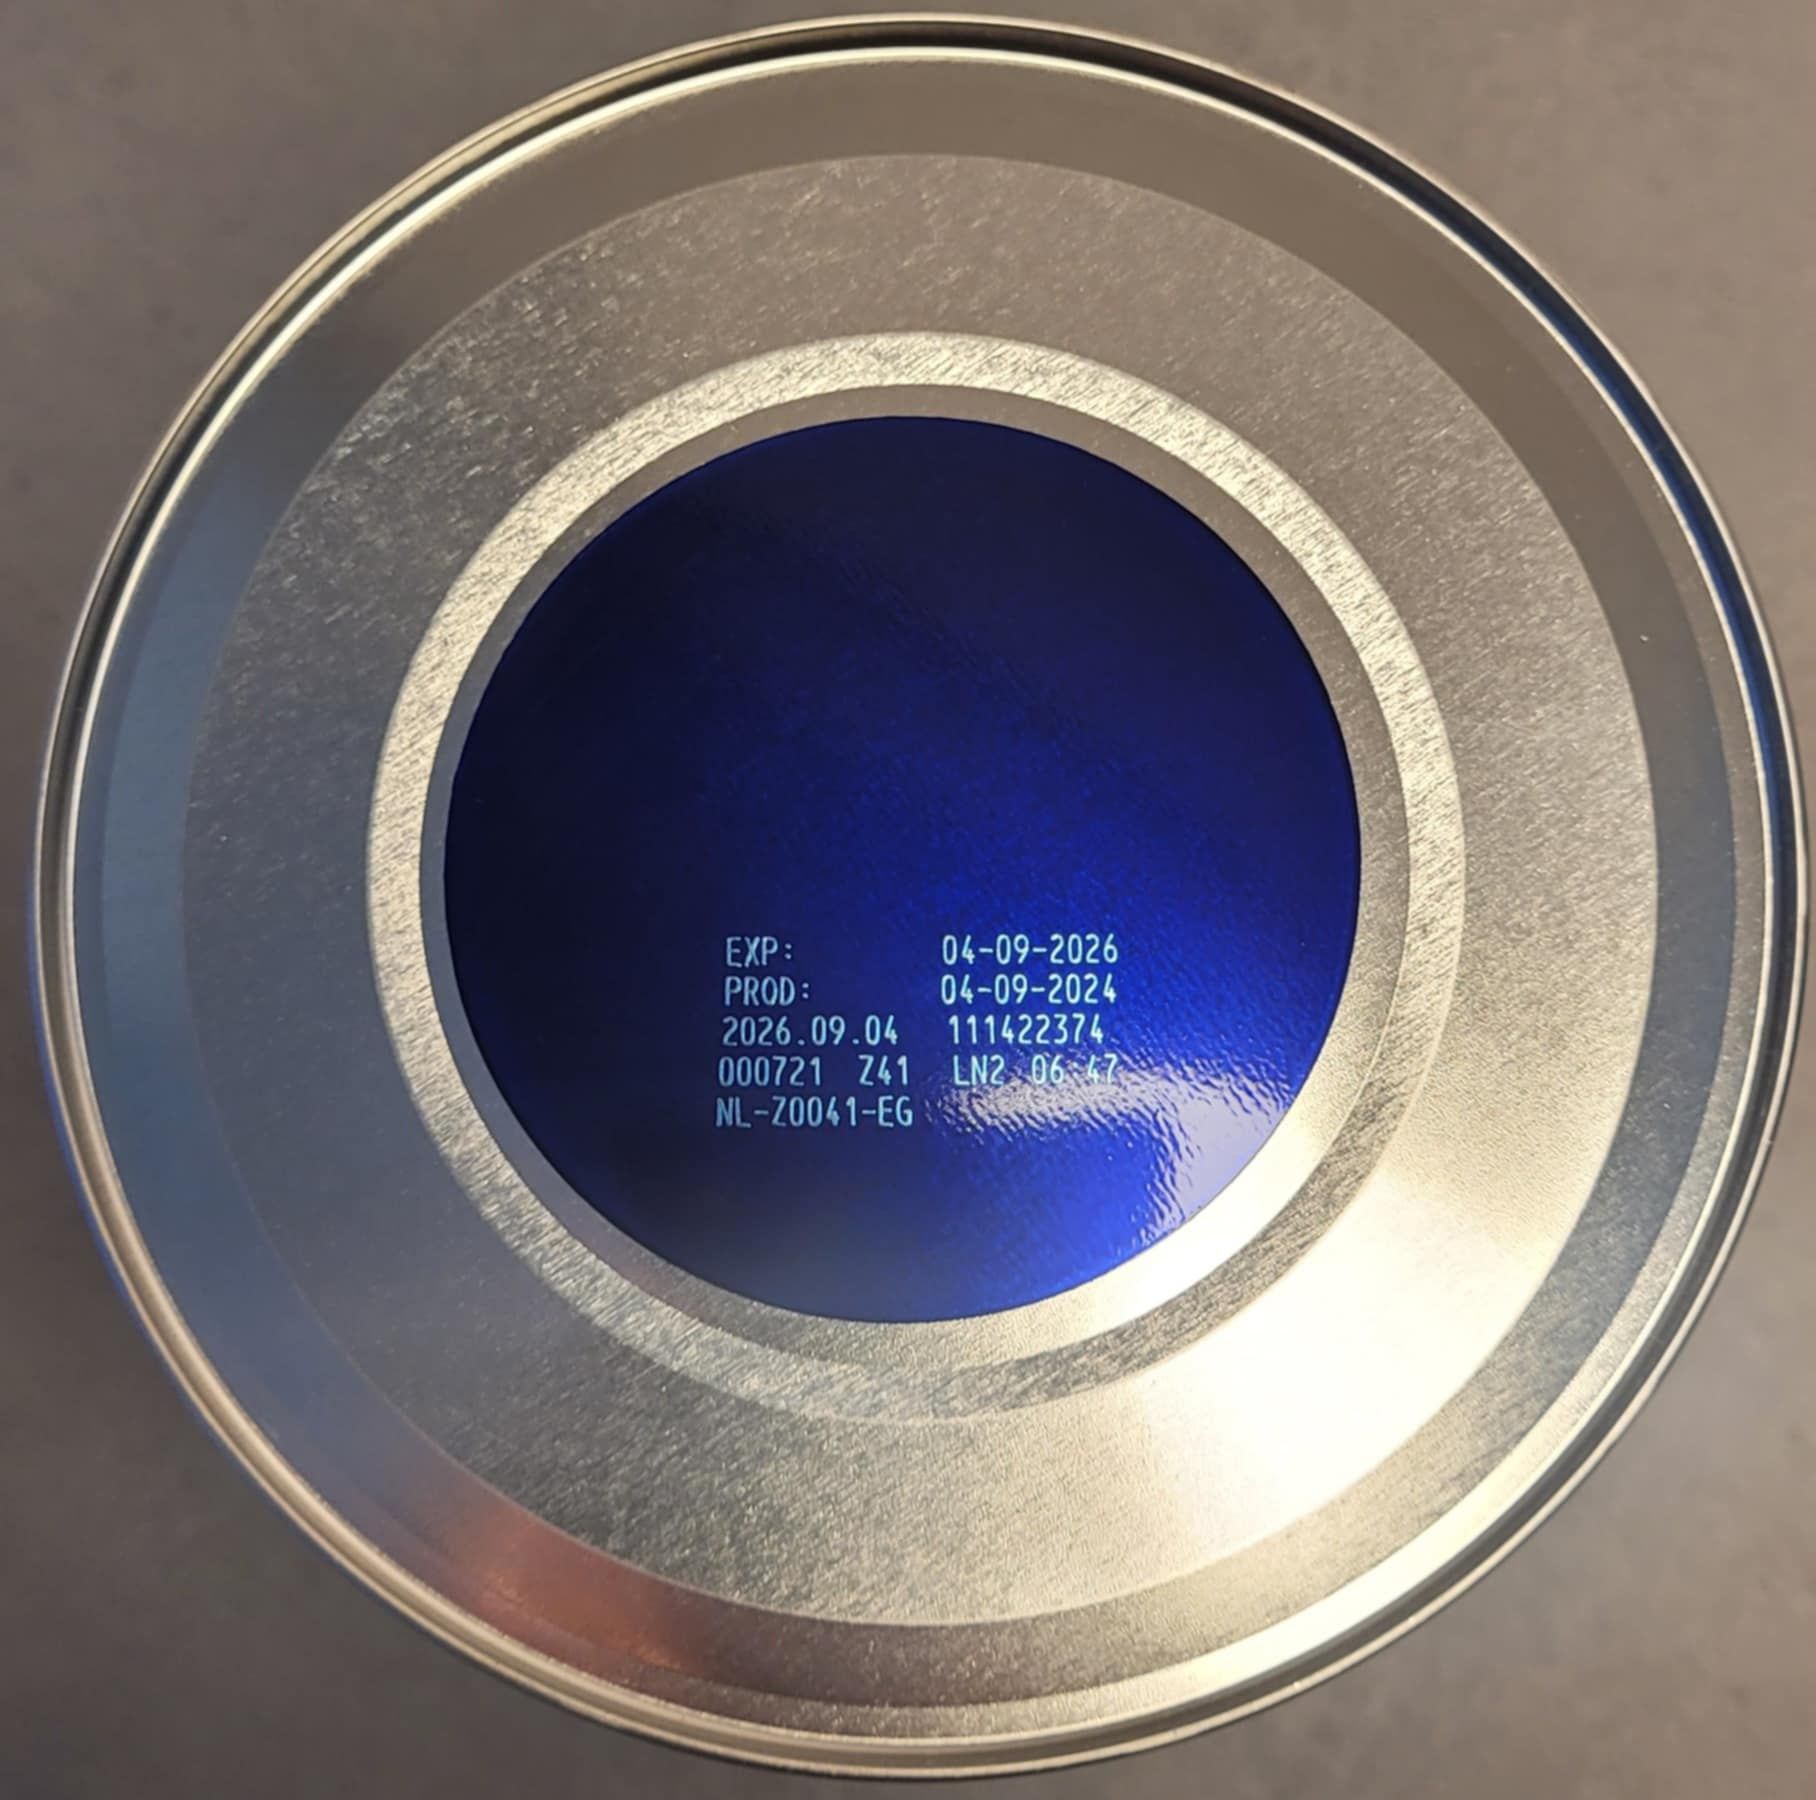 EXP: 04-09-2026
PROD: 04-09-2024
2026.09.04 111422374
000721 Z41 LN2 06:47
NL-Z0041-EG